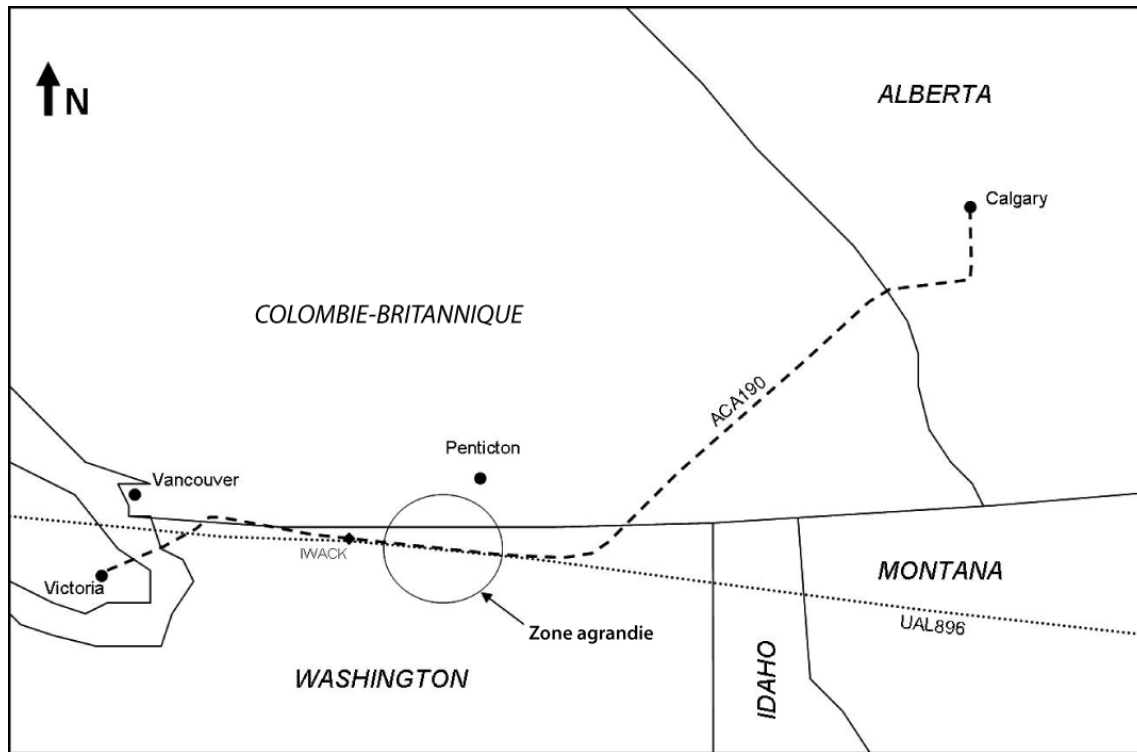 N
ALBERTA
Calgary
COLOMBIE-BRITANNIQUE
ACA190
Penticton
Vancouver
IWACK
Victoria
MONTANA
UAL896
Zone agrandie
WASHINGTON
IDAHO